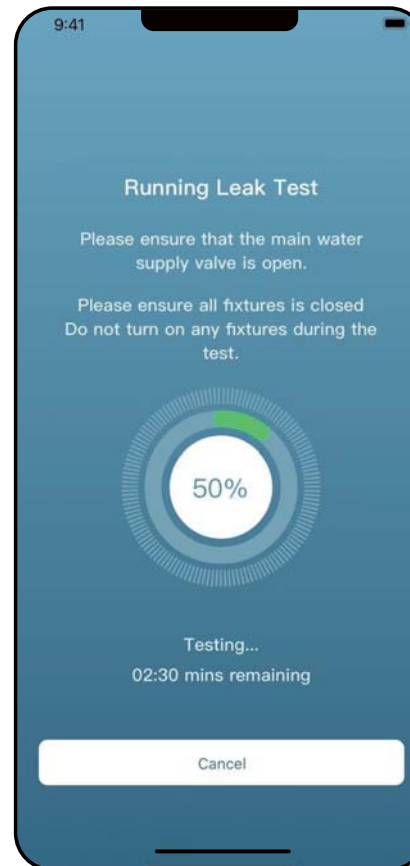 9:41
Running Leak Test
Please ensure that the main water
supply valve is open.
Please ensure all fixtures is closed
Do not turn on any fixtures during the
test.
50%
Testing...
02:30 mins remaining
Cancel